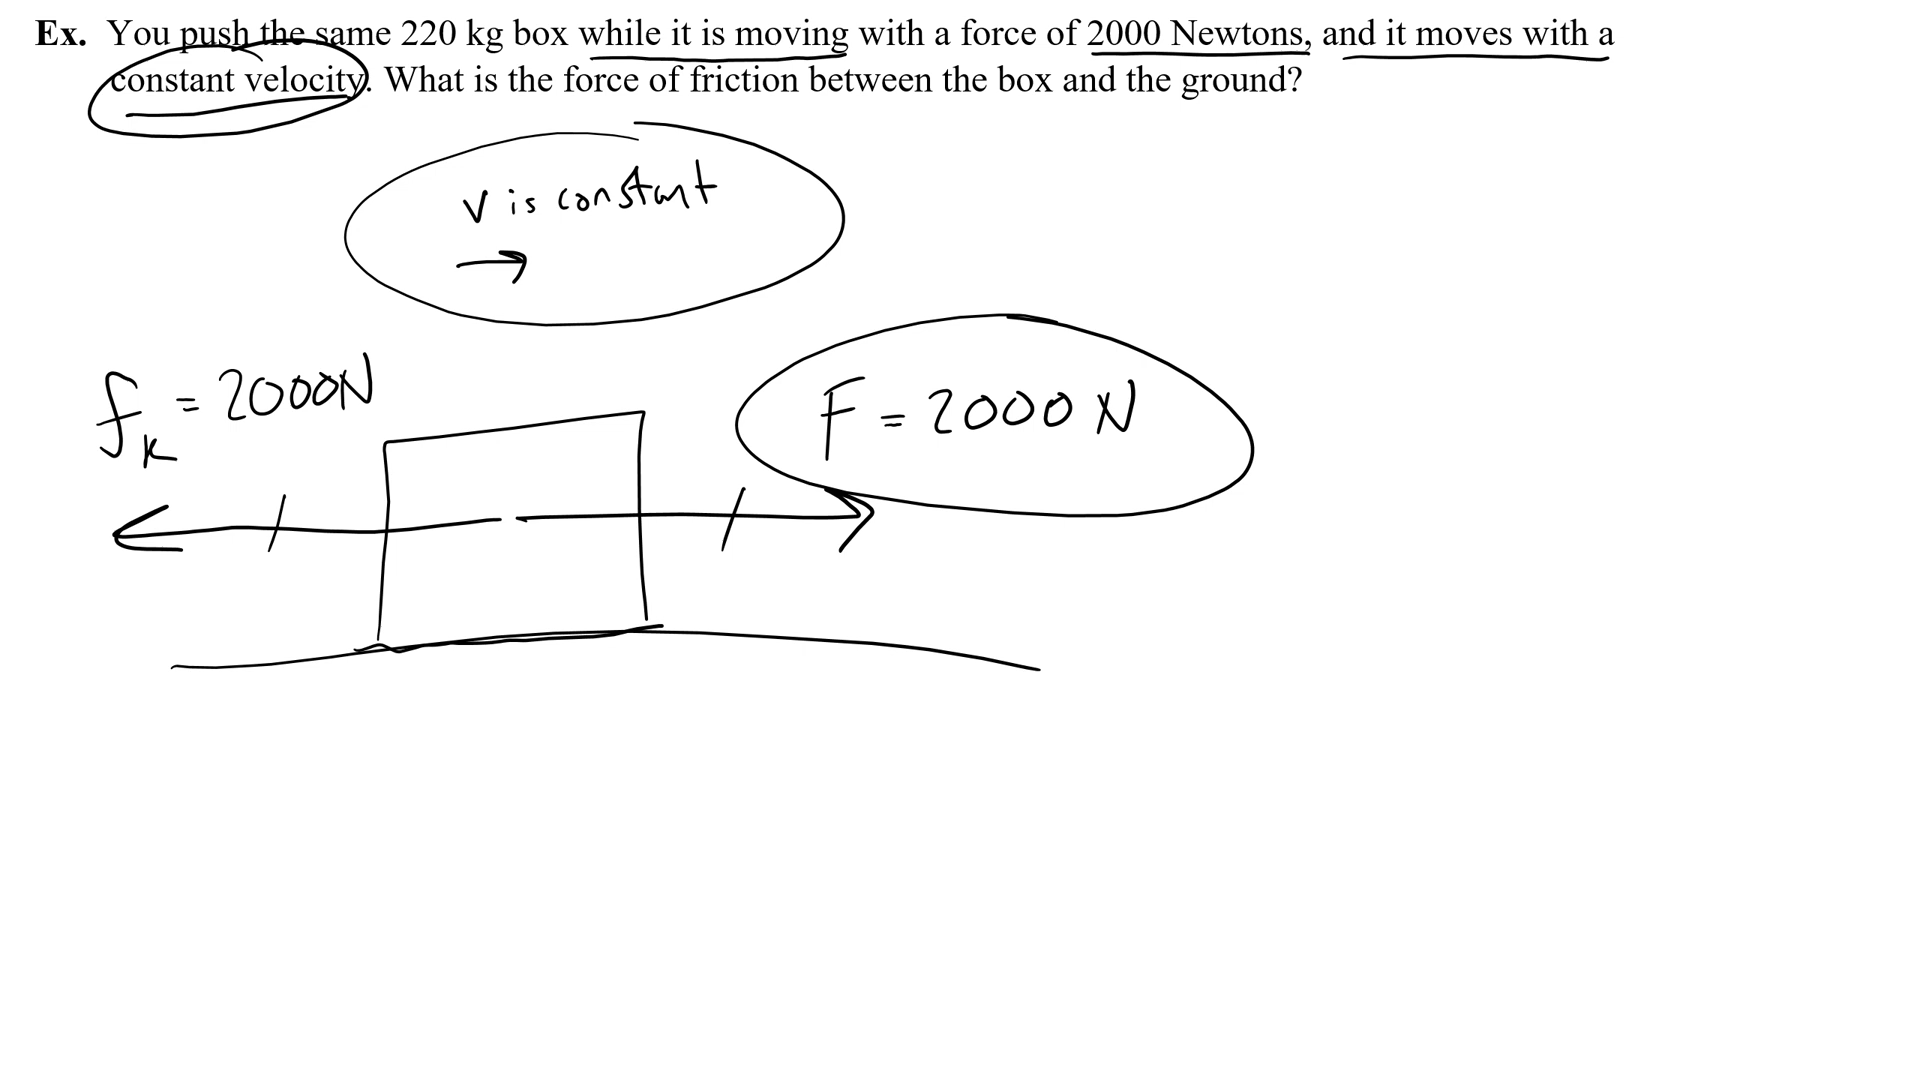 Ex. You push the same 220 kg box while it is moving with a force of 2000 Newtons, and it moves with a
constant velocity. What is the force of friction between the box and the ground?
v is constant
fk = 2000N
F = 2000 N